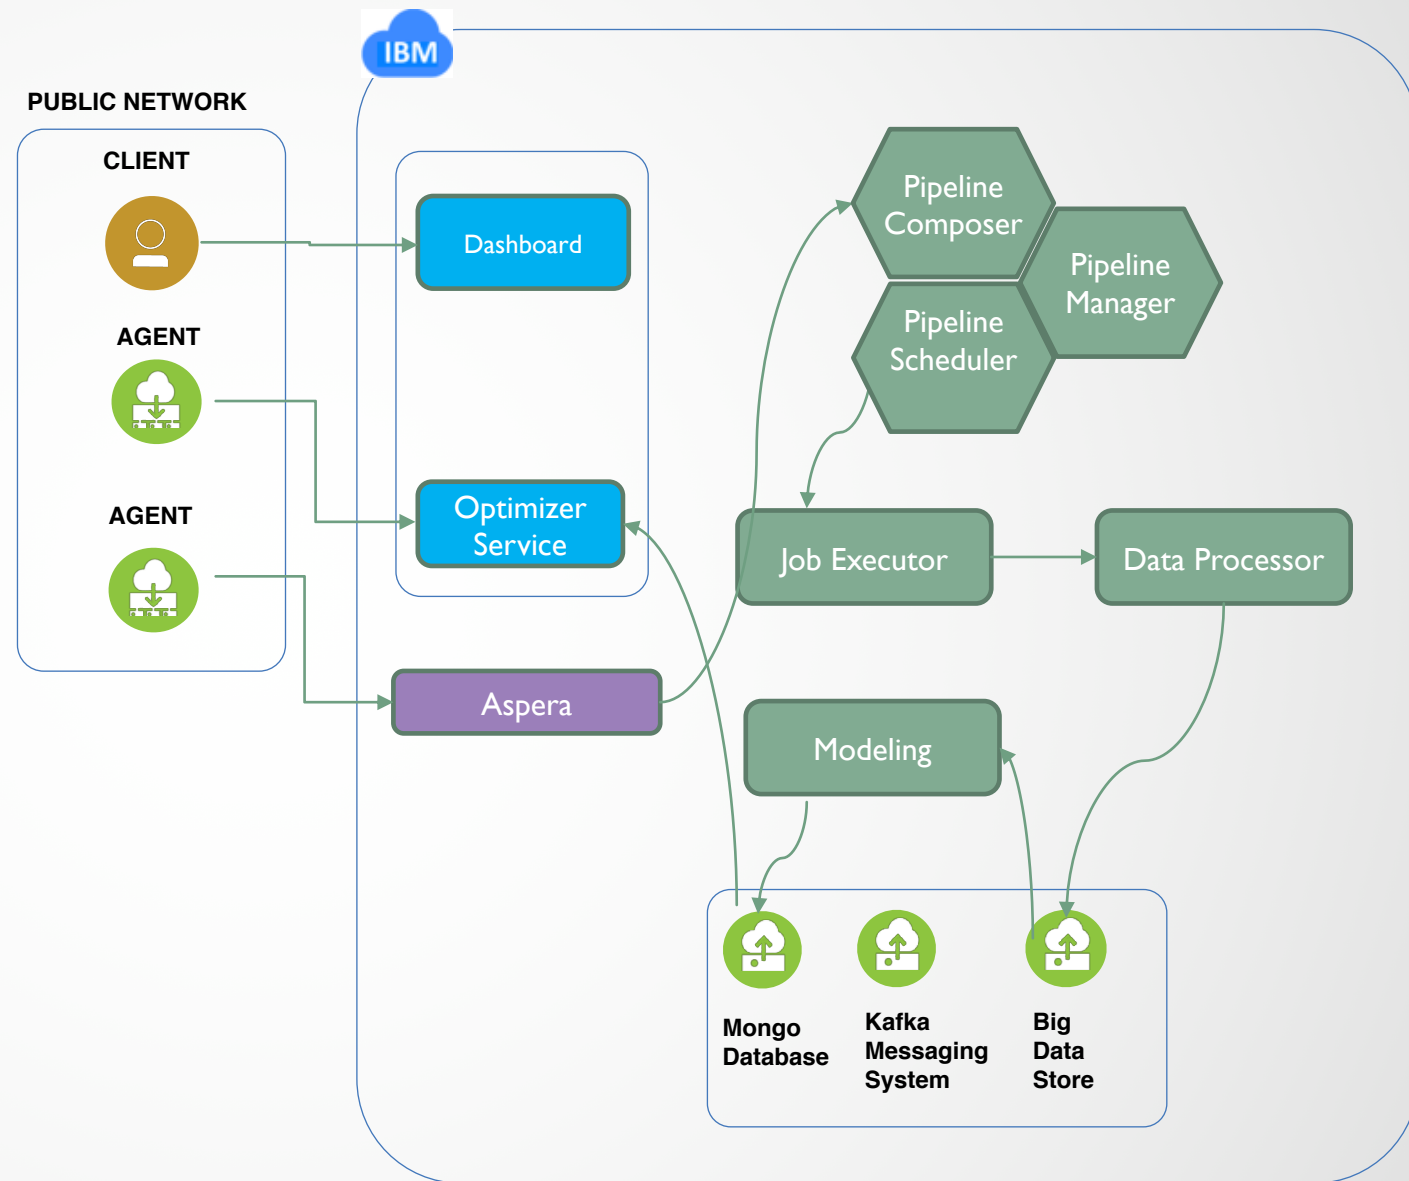 IBM
PUBLIC NETWORK
CLIENT
AGENT
AGENT
Dashboard
Optimizer
Service
Aspera
Pipeline
Composer
Pipeline
Manager
Pipeline
Scheduler
Job Executor
Data Processor
Modeling
Mongo
Database
Kafka
Messaging
System
Big
Data
Store